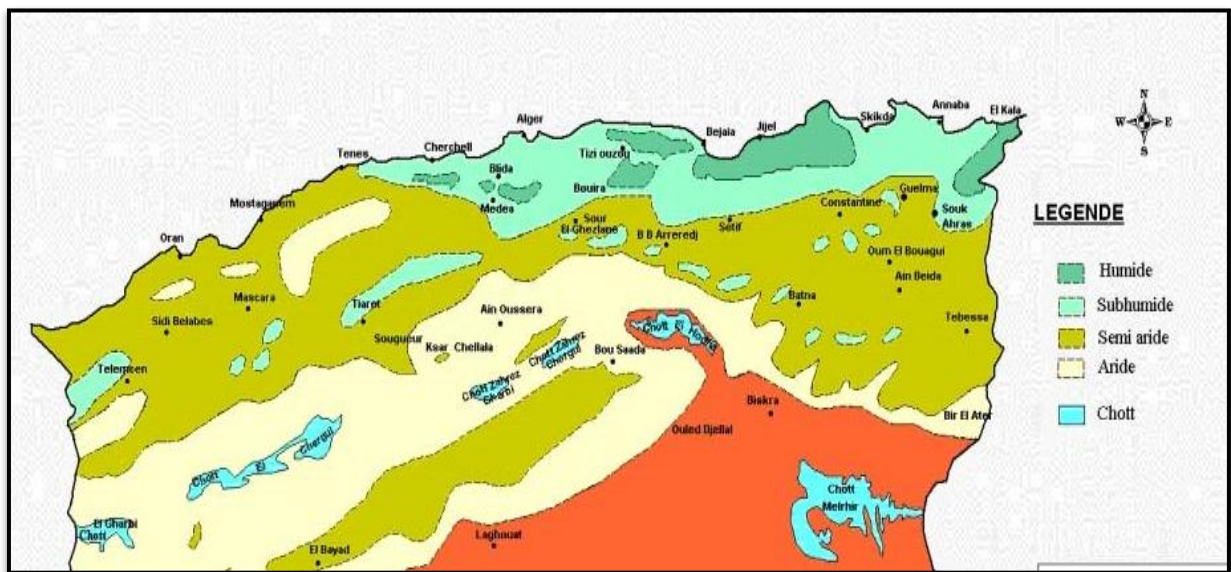 N
W E
S
El Kala
Annaba
Skikda
Alger
Jijel
Bejaia
Cherchell
Tizi ouzou
Tenes
Blida
Bouira
Guelma
Medea
Constantine
Mostaganem
Souk
Ahras
Sour
El Ghezlane
Setif
B B Arreredj
Oran
Oum El Bouagui
Ain Beida
Mascara
Batna
Tiarot
Ain Oussera
Sidi Belabes
Chott El Hodna
Tebessa
Sougueur
Ksar Chellala
Chott Zahrez
Chergui
Bou Saada
Telemcen
Chott Zahrez
Gharbi
Biskra
Bir El Ater
Ouled Djellal
Chott El Chergui
Chott
Melrhir
El Gharbi
Chott
Laghouat
El Bayad
LEGENDE
Humide
Subhumide
Semi aride
Aride
Chott